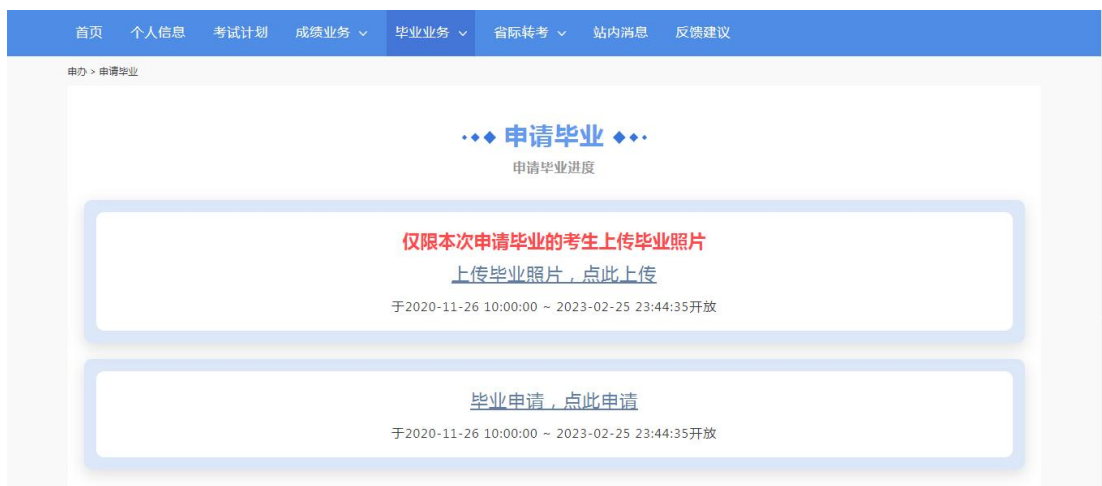 首页 个人信息 考试计划 成绩业务 毕业业务 省际转考 站内消息 反馈建议
申办 > 申请毕业
申请毕业
申请毕业进度
仅限本次申请毕业的考生上传毕业照片
上传毕业照片，点此上传
于2020-11-26 10:00:00 ~ 2023-02-25 23:44:35开放
毕业申请，点此申请
于2020-11-26 10:00:00 ~ 2023-02-25 23:44:35开放